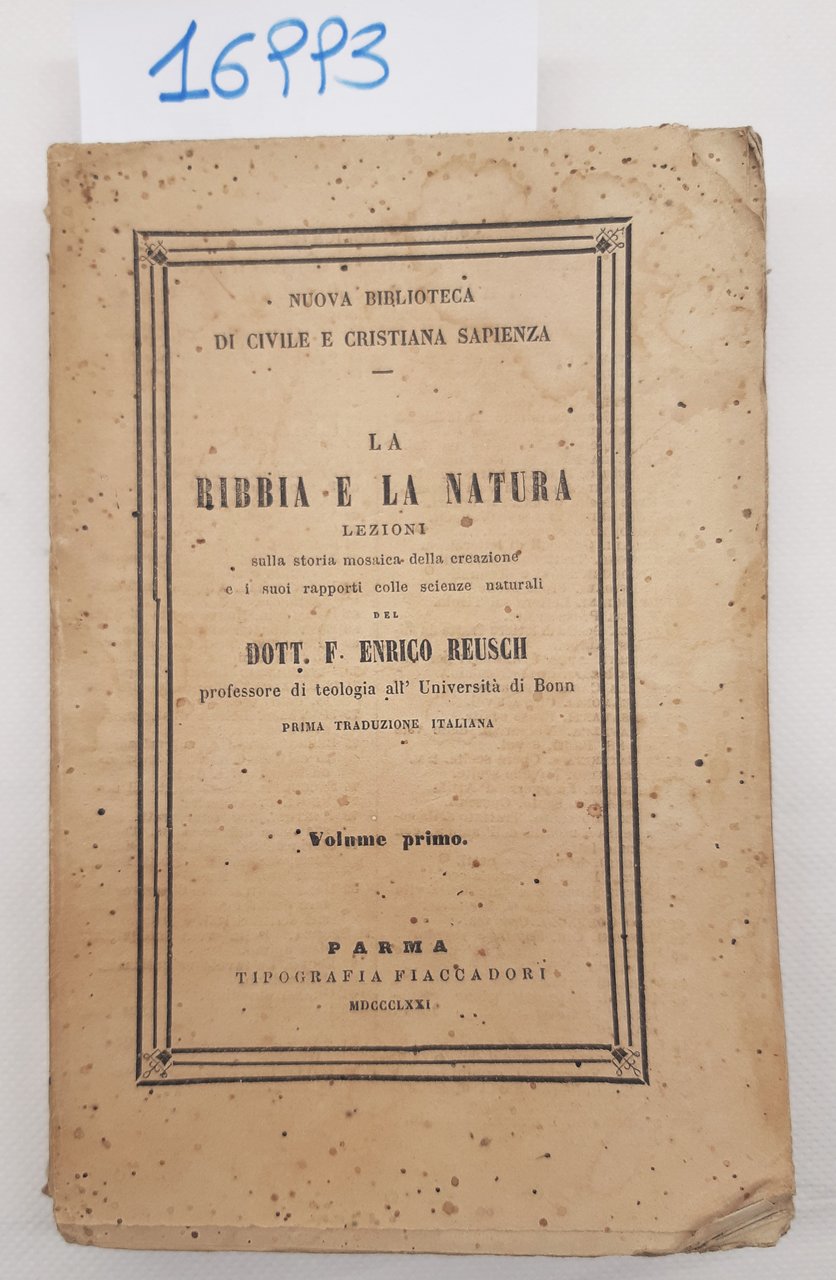 16993
NUOVA BIBLIOTECA
DI CIVILE E CRISTIANA SAPIENZA
LA
BIBBIA E LA NATURA
LEZIONI
sulla storia mosaica della creazione
e i suoi rapporti colle scienze naturali
DEL
DOTT. F. ENRICO REUSCH
professore di teologia all' Università di Bonn
PRIMA TRADUZIONE ITALIANA
Volume primo.
PARMA
TIPOGRAFIA FIACCADORI
MDCCCLXXI